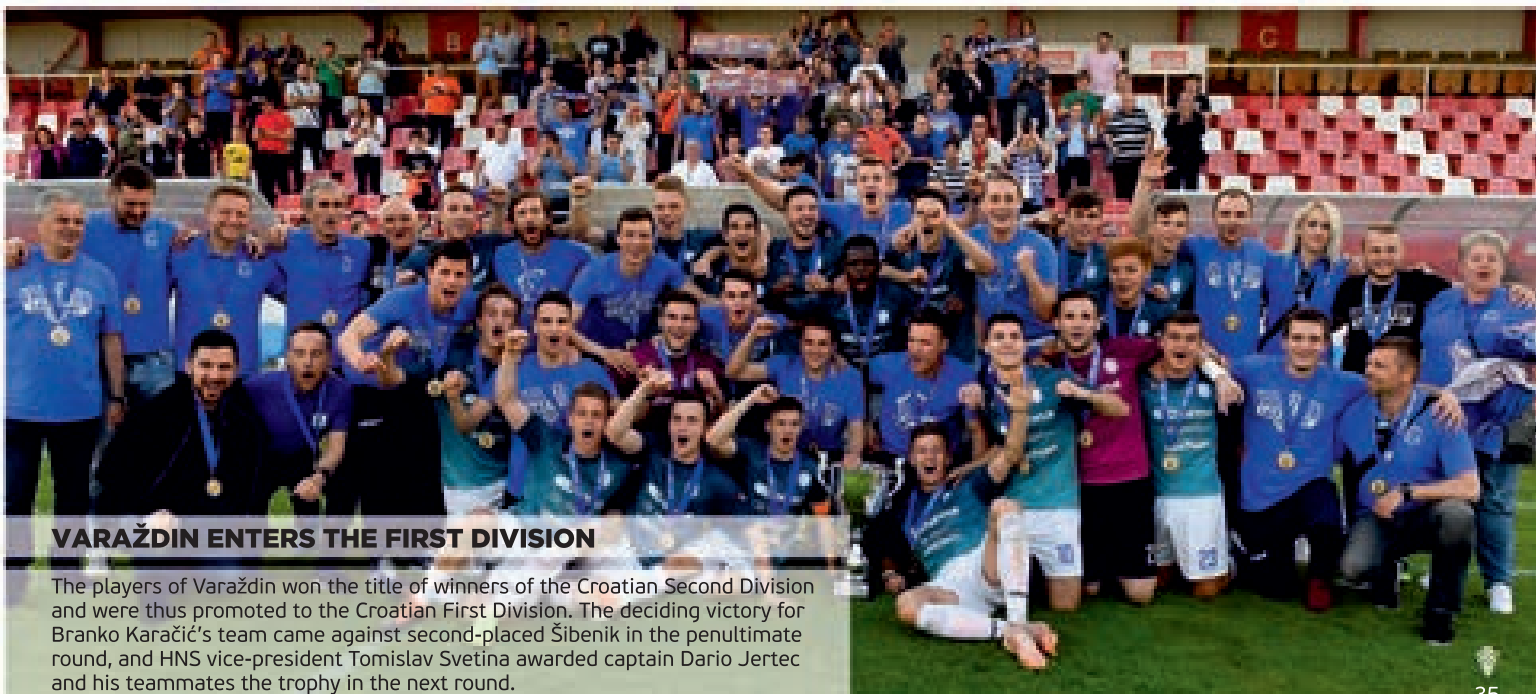 B
C
VARAŽDIN ENTERS THE FIRST DIVISION
The players of Varaždin won the title of winners of the Croatian Second Division
and were thus promoted to the Croatian First Division. The deciding victory for
Branko Karačić's team came against second-placed Šibenik in the penultimate
round, and HNS vice-president Tomislav Svetina awarded captain Dario Jertec
and his teammates the trophy in the next round.
10
23
35